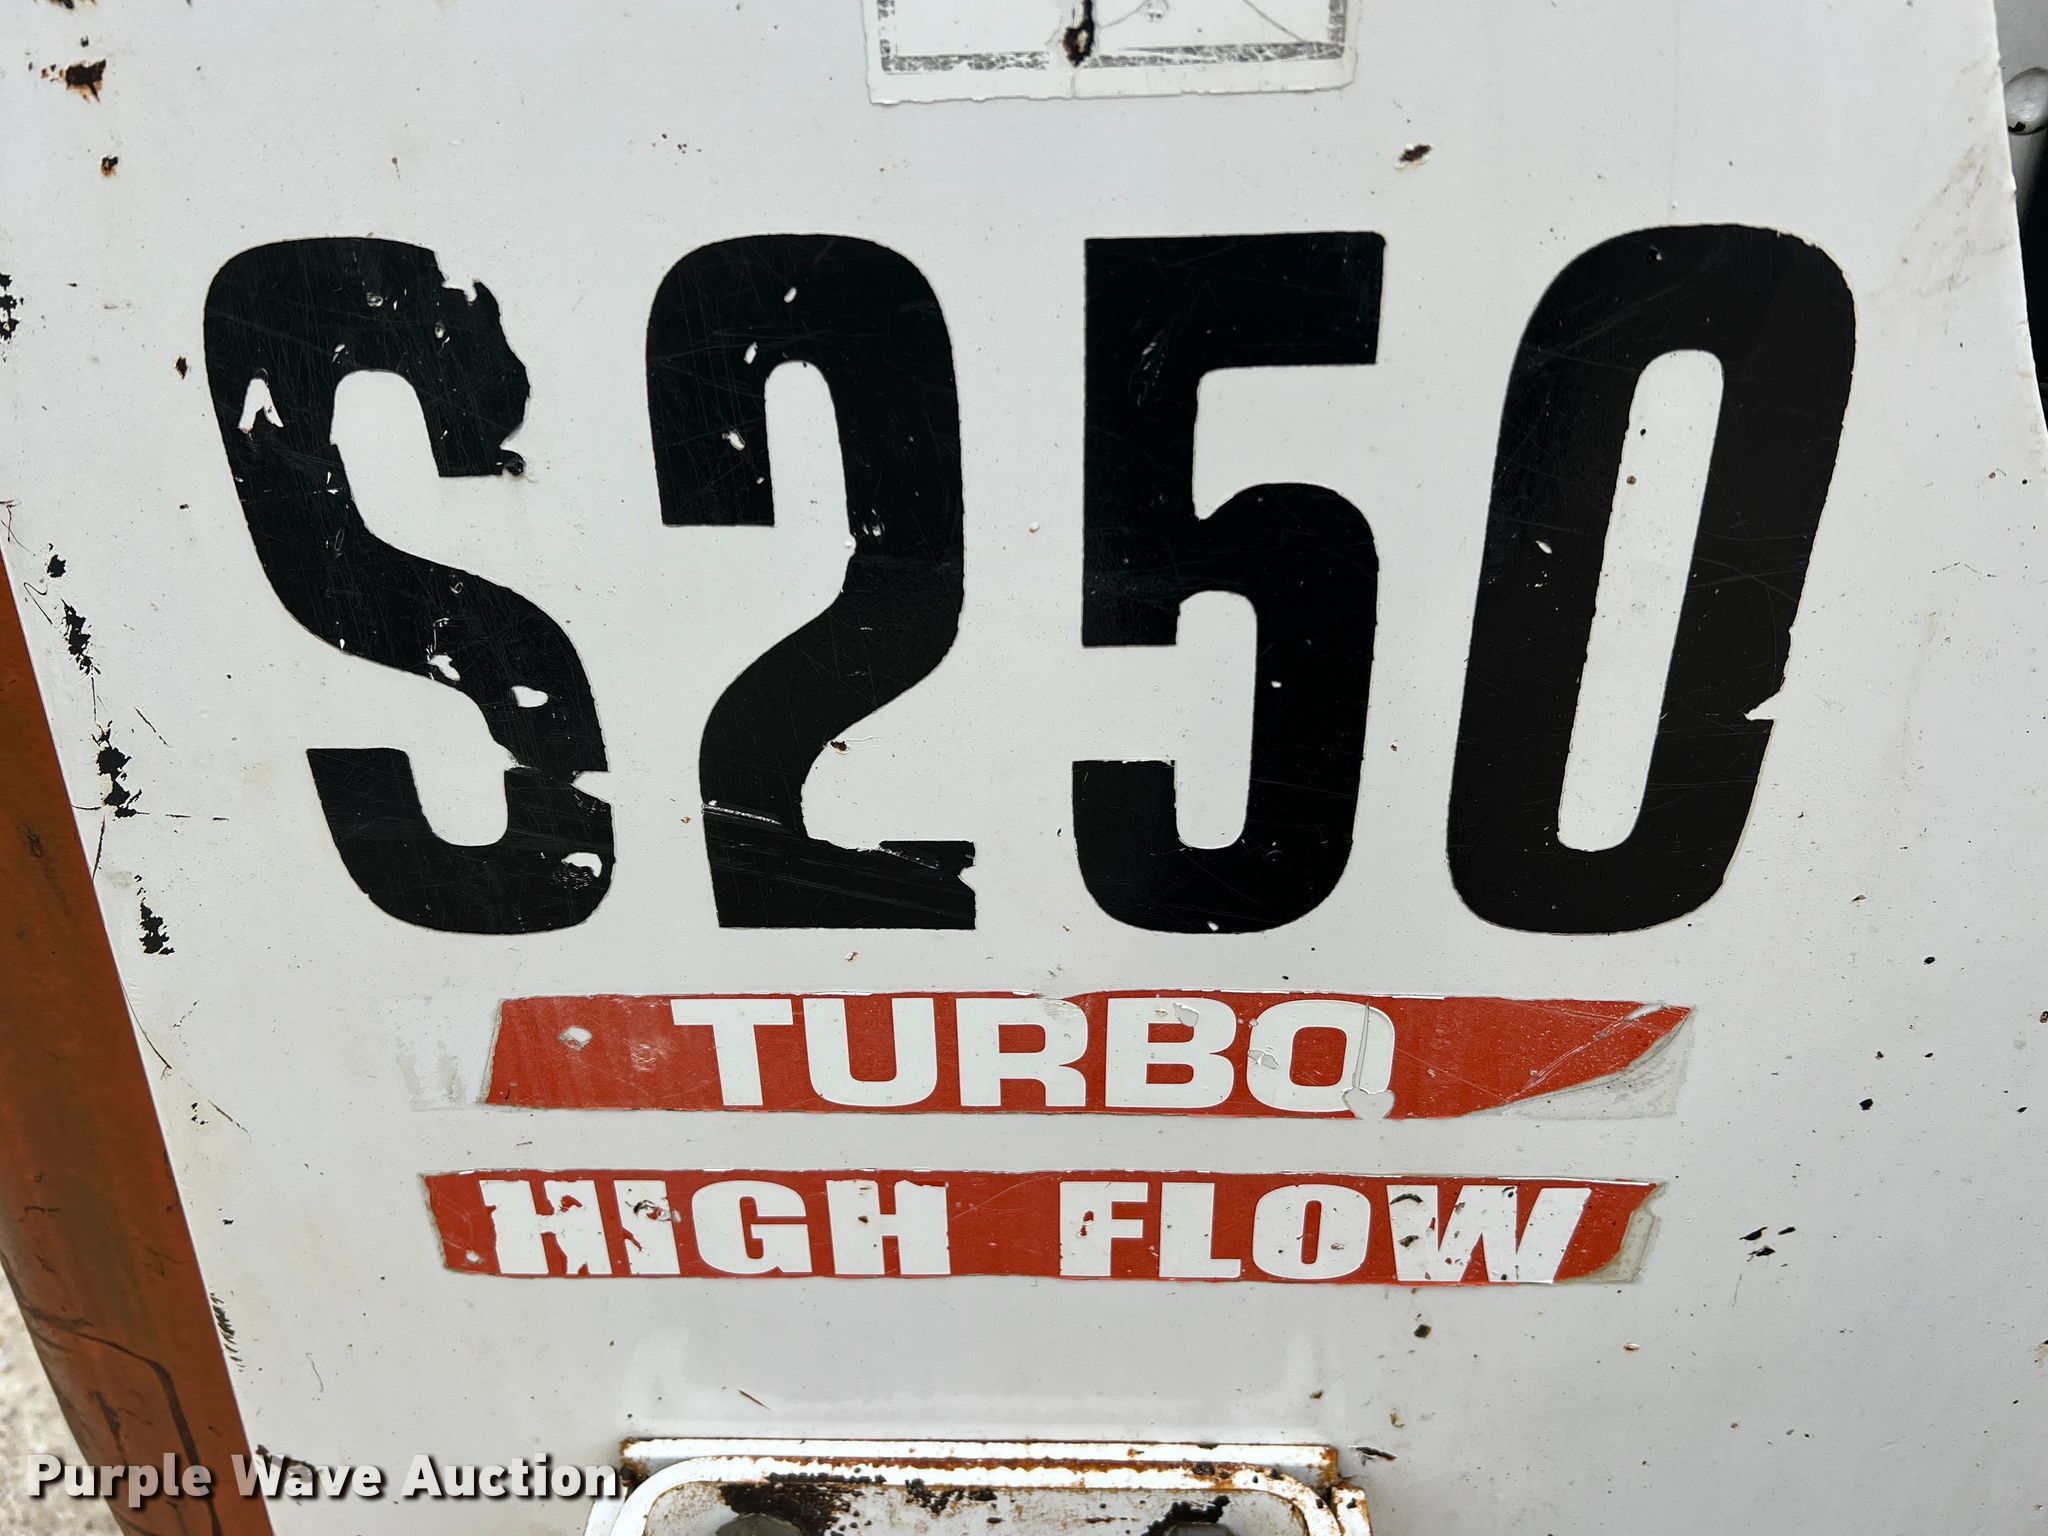 S250
TURBO
HIGH FLOW
Purple Wave Auction